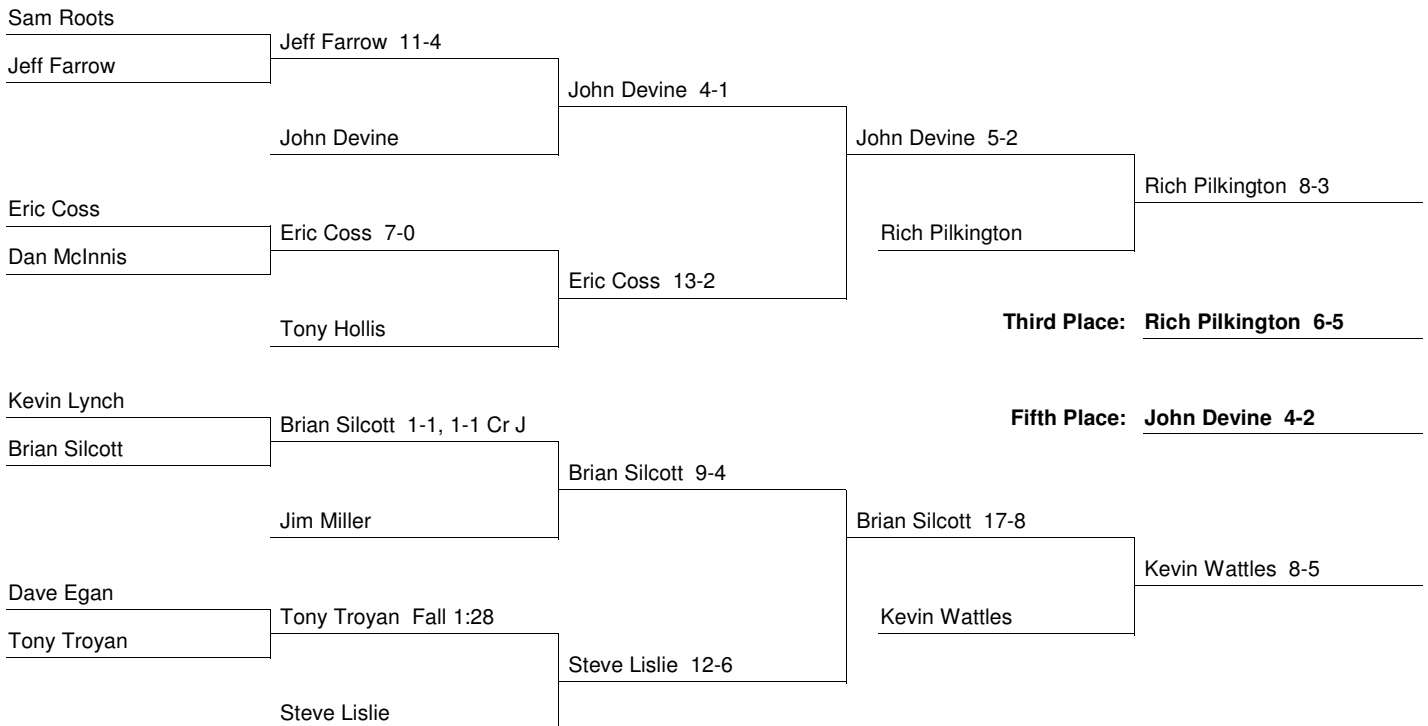 Sam Roots
Jeff Farrow 11-4
Jeff Farrow
John Devine 4-1
John Devine
John Devine 5-2
Rich Pilkington 8-3
Eric Coss
Eric Coss 7-0
Rich Pilkington
Dan McInnis
Eric Coss 13-2
Tony Hollis
Third Place: Rich Pilkington 6-5
Kevin Lynch
Brian Silcott 1-1, 1-1 Cr J
Fifth Place: John Devine 4-2
Brian Silcott
Brian Silcott 9-4
Jim Miller
Brian Silcott 17-8
Kevin Wattles 8-5
Dave Egan
Tony Troyan Fall 1:28
Kevin Wattles
Tony Troyan
Steve Lislie 12-6
Steve Lislie